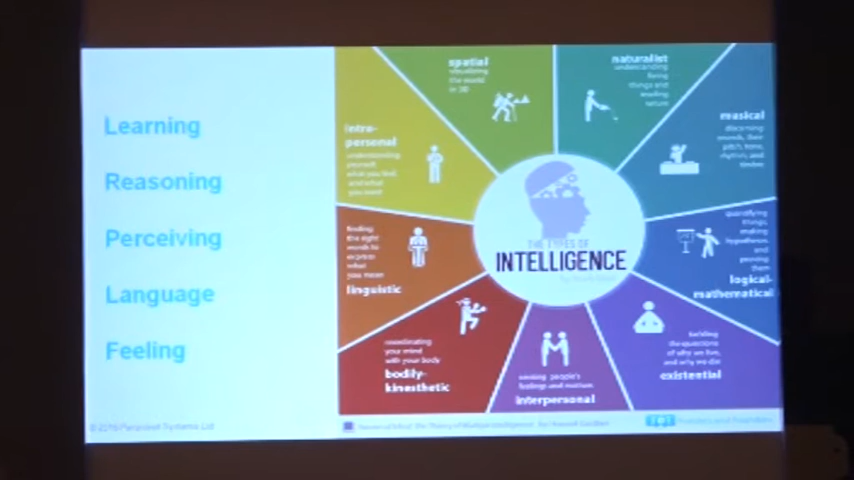 Learning
Reasoning
Perceiving
Language
Feeling
spatial
visualizing
the world
in 3D
naturalist
understanding
living
things and
reading
nature
musical
discerning
sounds, their
pitch, tone,
rhythm, and
timbre
quantifying
things,
making
hypotheses
and
proving
them
logical-
mathematical
existential
tackling
the questions
of why we live,
and why we die
interpersonal
sensing people's
feelings and motives
bodily-
kinesthetic
coordinating
your mind
with your body
linguistic
finding
the right
words to
express
what
you mean
intra-
personal
understanding
yourself,
what you feel,
and what
you want
THE TYPES OF
INTELLIGENCE
Systems Ltd